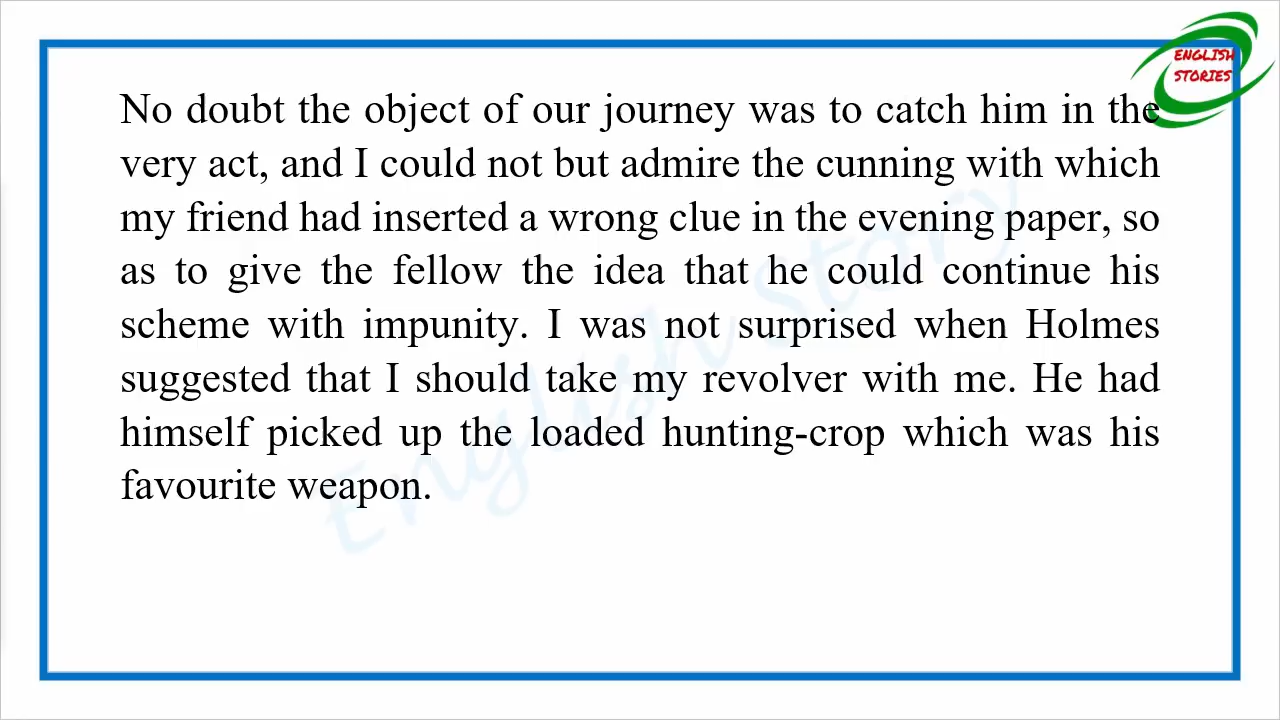 ENGLISH
STORIES
No doubt the object of our journey was to catch him in the
very act, and I could not but admire the cunning with which
my friend had inserted a wrong clue in the evening paper, so
as to give the fellow the idea that he could continue his
scheme with impunity. I was not surprised when Holmes
suggested that I should take my revolver with me. He had
himself picked up the loaded hunting-crop which was his
favourite weapon.
English Story